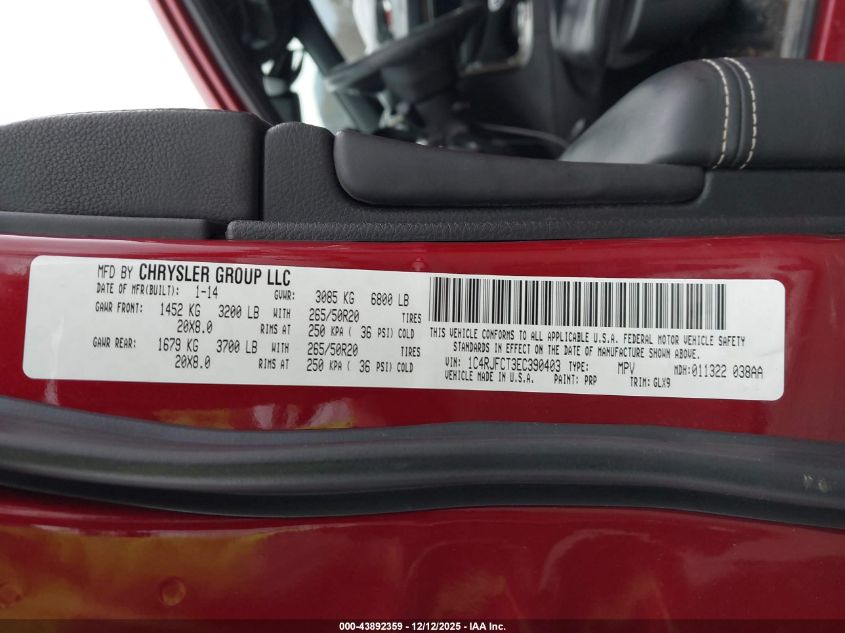 MFD BY CHRYSLER GROUP LLC
DATE OF MFR(BUILT): 1-14 GVWR: 3085 KG 6800 LB
GAWR FRONT: 1452 KG 3200 LB WITH 265/50R20 TIRES
20X8.0 RIMS AT 250 KPA ( 36 PSI) COLD
GAWR REAR: 1679 KG 3700 LB WITH 265/50R20 TIRES
20X8.0 RIMS AT 250 KPA ( 36 PSI) COLD
THIS VEHICLE CONFORMS TO ALL APPLICABLE U.S.A. FEDERAL MOTOR VEHICLE SAFETY
STANDARDS IN EFFECT ON THE DATE OF MANUFACTURE SHOWN ABOVE.
VIN: 1C4RJFCT3EC390403 TYPE: MPV MDH: 011322 038AA
VEHICLE MADE IN U.S.A. PAINT: PRP TRIM: GLX9
000-43892359 - 12/12/2025 - IAA Inc.